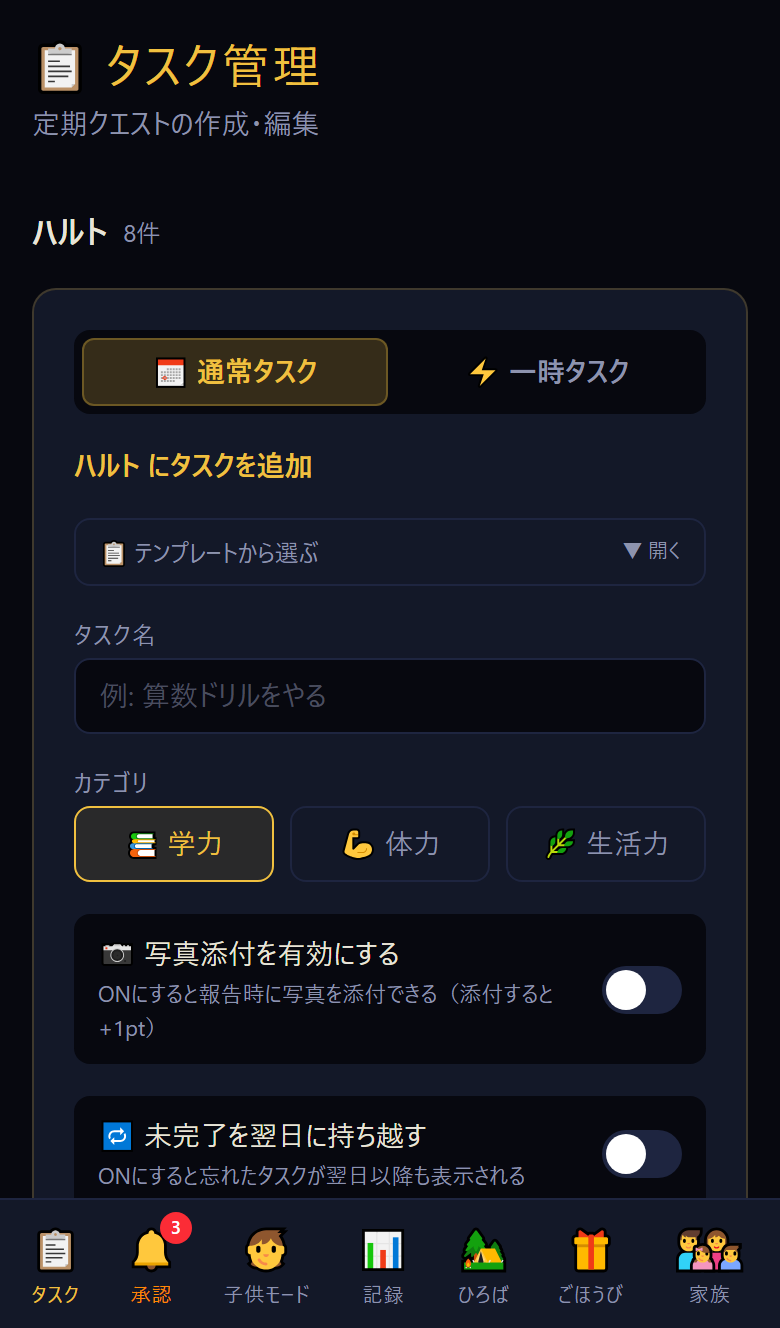 タスク管理
定期クエストの作成・編集
ハルト 8件
通常タスク 一時タスク
ハルト にタスクを追加
テンプレートから選ぶ ▼ 開く
タスク名
例: 算数ドリルをやる
カテゴリ
学力 体力 生活力
写真添付を有効にする
ONにすると報告時に写真を添付できる（添付すると
+1pt）
未完了を翌日に持ち越す
ONにすると忘れたタスクが翌日以降も表示される
3
タスク 承認 子供モード 記録 ひろば ごほうび 家族